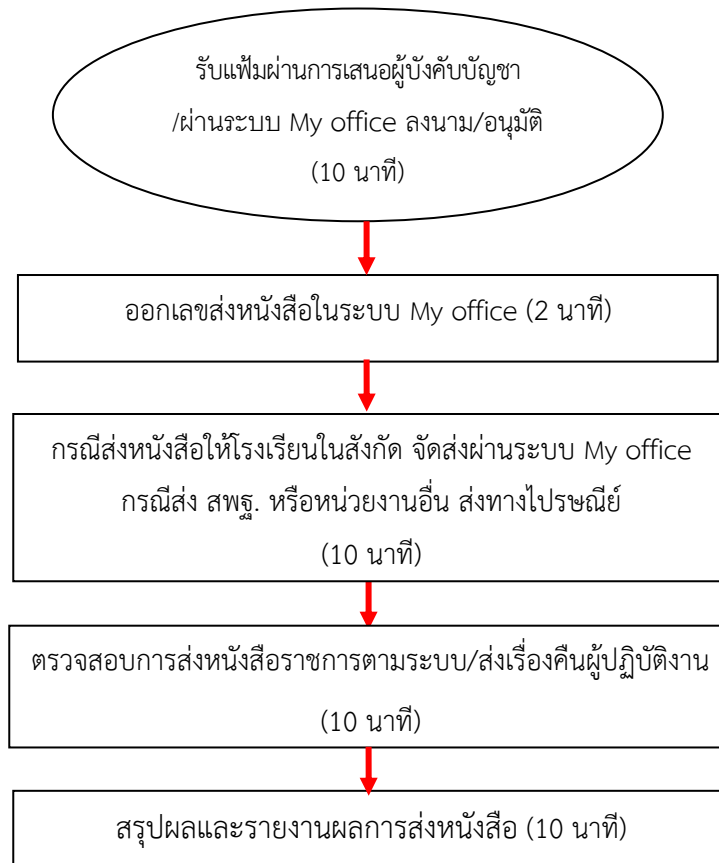 รับแฟ้มผ่านการเสนอผู้บังคับบัญชา
/ผ่านระบบ My office ลงนาม/อนุมัติ
(10 นาที)
ออกเลขส่งหนังสือในระบบ My office (2 นาที)
กรณีส่งหนังสือให้โรงเรียนในสังกัด จัดส่งผ่านระบบ My office
กรณีส่ง สพฐ. หรือหน่วยงานอื่น ส่งทางไปรษณีย์
(10 นาที)
ตรวจสอบการส่งหนังสือราชการตามระบบ/ส่งเรื่องคืนผู้ปฏิบัติงาน
(10 นาที)
สรุปผลและรายงานผลการส่งหนังสือ (10 นาที)